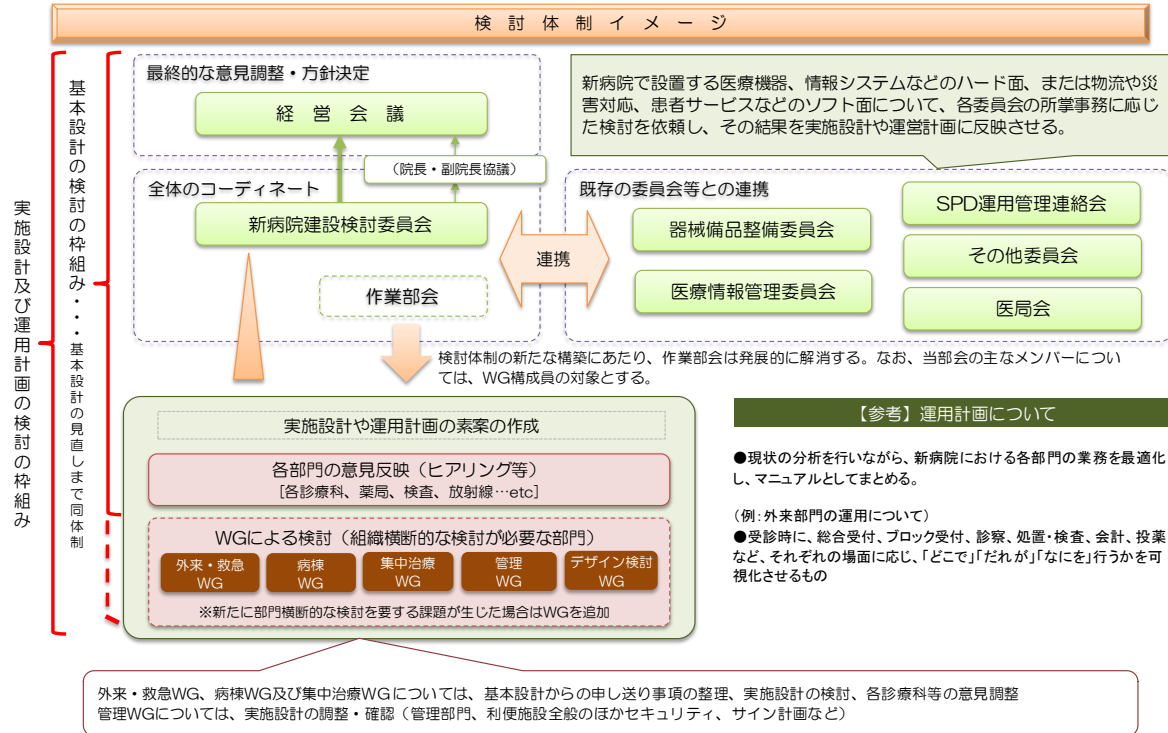 検討体制イメージ
実施設計及び運用計画の検討の枠組み
基本設計の検討の枠組み・・・基本設計の見直しまで同体制
最終的な意見調整・方針決定
経営会議
(院長・副院長協議)
全体のコーディネート
新病院建設検討委員会
作業部会
連携
新病院で設置する医療機器、情報システムなどのハード面、または物流や災
害対応、患者サービスなどのソフト面について、各委員会の所掌事務に応じ
た検討を依頼し、その結果を実施設計や運営計画に反映させる。
既存の委員会等との連携
器械備品整備委員会
医療情報管理委員会
SPD運用管理連絡会
その他委員会
医局会
検討体制の新たな構築にあたり、作業部会は発展的に解消する。なお、当部会の主なメンバーについ
ては、WG構成員の対象とする。
実施設計や運用計画の素案の作成
各部門の意見反映(ヒアリング等)
[各診療科、薬局、検査、放射線…etc]
WGによる検討(組織横断的な検討が必要な部門)
外来・救急
WG
病棟
WG
集中治療
WG
管理
WG
デザイン検討
WG
※新たに部門横断的な検討を要する課題が生じた場合はWGを追加
【参考】運用計画について
●現状の分析を行いながら、新病院における各部門の業務を最適化
し、マニュアルとしてまとめる。
(例:外来部門の運用について)
●受診時に、総合受付、ブロック受付、診察、処置・検査、会計、投薬
など、それぞれの場面に応じ、「どこで」「だれが」「なにを」行うかを可
視化させるもの
外来・救急WG、病棟WG及び集中治療WGについては、基本設計からの申し送り事項の整理、実施設計の検討、各診療科等の意見調整
管理WGについては、実施設計の調整・確認(管理部門、利便施設全般のほかセキュリティ、サイン計画など)